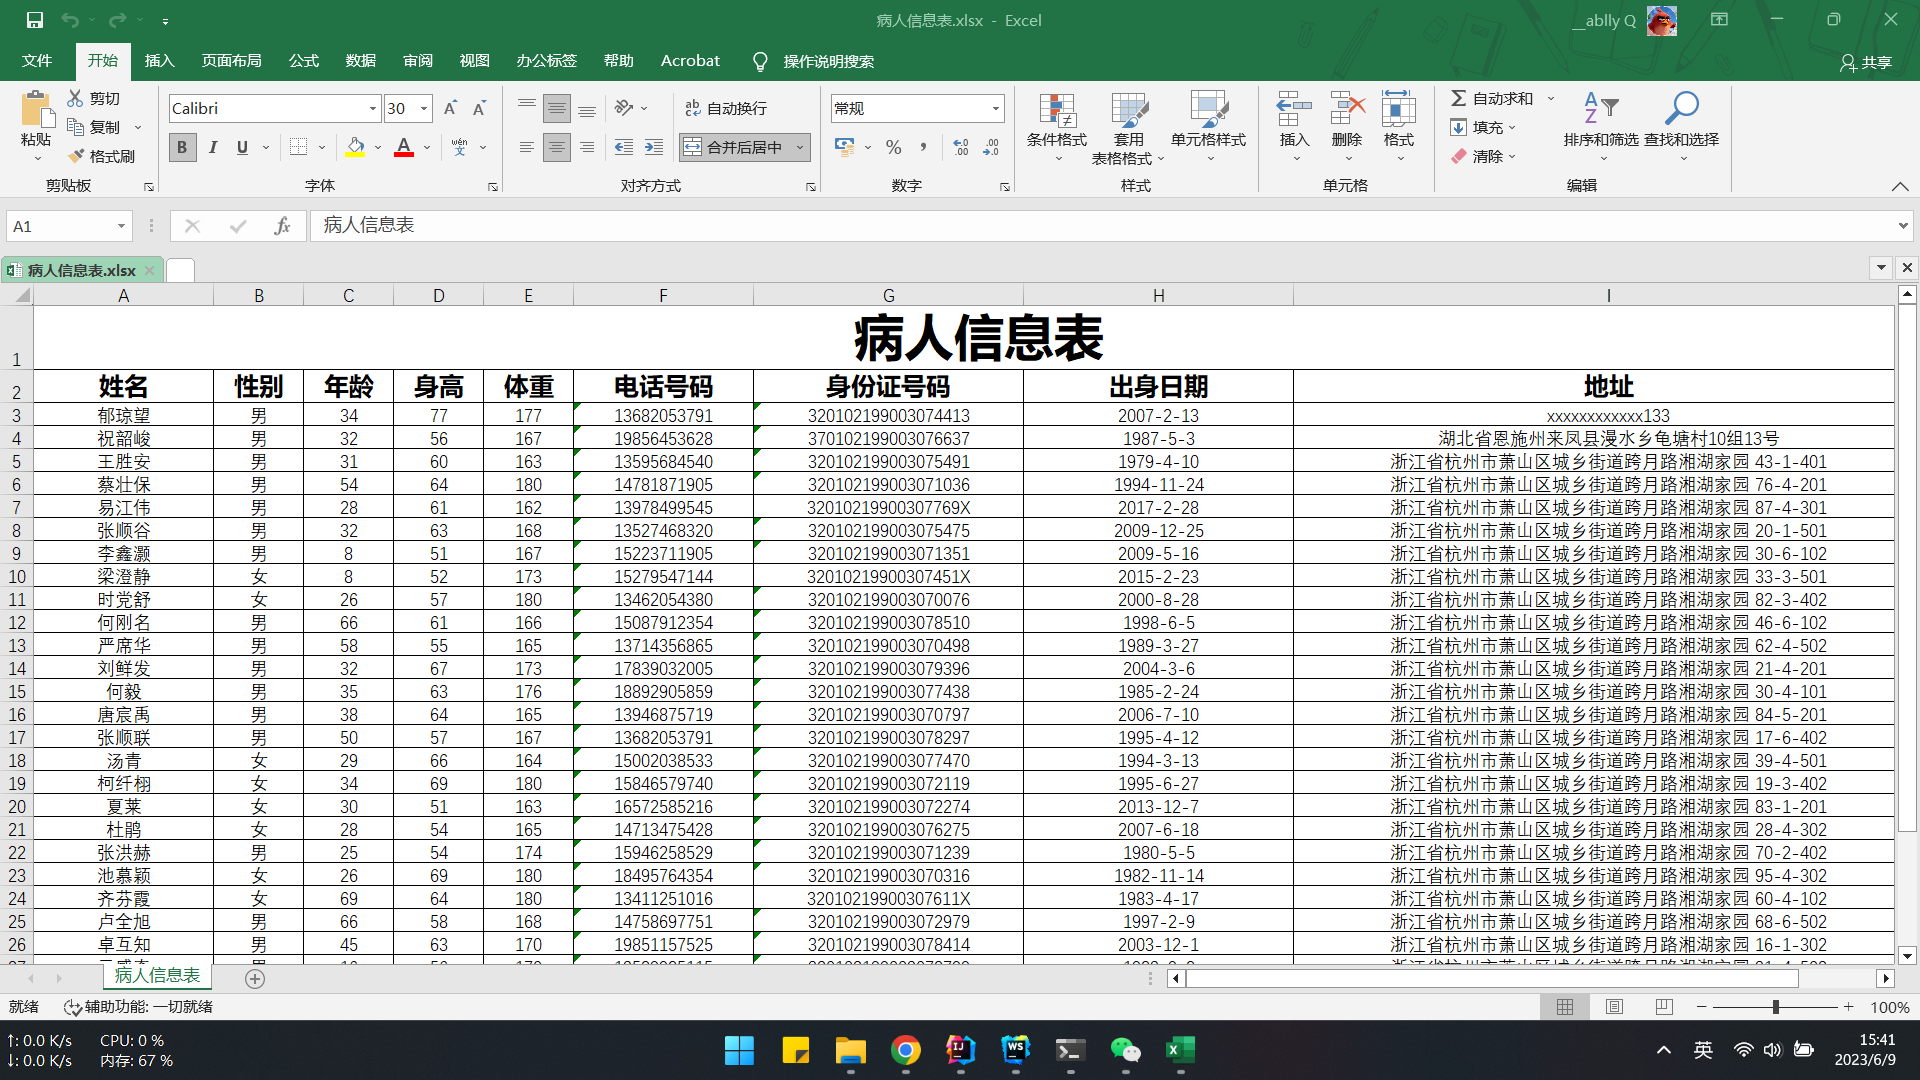 病人信息表.xlsx - Excel
__ablly Q
文件 开始 插入 页面布局 公式 数据 审阅 视图 办公标签 帮助 Acrobat 操作说明搜索 共享
粘贴 剪切 复制 格式刷 剪贴板
Calibri 30 B I U A wén 文 字体
ab 自动换行 合并后居中 对齐方式
常规 % 数字
条件格式 套用 表格格式 单元格样式 样式
插入 删除 格式 单元格
自动求和 填充 清除 排序和筛选 查找和选择 编辑
A1 fx 病人信息表
病人信息表.xlsx
A B C D E F G H I
1 病人信息表
2 姓名 性别 年龄 身高 体重 电话号码 身份证号码 出身日期 地址
3 郁琼望 男 34 77 177 13682053791 320102199003074413 2007-2-13 xxxxxxxxxxxx133
4 祝韶峻 男 32 56 167 19856453628 370102199003076637 1987-5-3 湖北省恩施州来凤县漫水乡龟塘村10组13号
5 王胜安 男 31 60 163 13595684540 320102199003075491 1979-4-10 浙江省杭州市萧山区城乡街道跨月路湘湖家园 43-1-401
6 蔡壮保 男 54 64 180 14781871905 320102199003071036 1994-11-24 浙江省杭州市萧山区城乡街道跨月路湘湖家园 76-4-201
7 易江伟 男 28 61 162 13978499545 32010219900307769X 2017-2-28 浙江省杭州市萧山区城乡街道跨月路湘湖家园 87-4-301
8 张顺谷 男 32 63 168 13527468320 320102199003075475 2009-12-25 浙江省杭州市萧山区城乡街道跨月路湘湖家园 20-1-501
9 李鑫灏 男 8 51 167 15223711905 320102199003071351 2009-5-16 浙江省杭州市萧山区城乡街道跨月路湘湖家园 30-6-102
10 梁澄静 女 8 52 173 15279547144 32010219900307451X 2015-2-23 浙江省杭州市萧山区城乡街道跨月路湘湖家园 33-3-501
11 时党舒 女 26 57 180 13462054380 320102199003070076 2000-8-28 浙江省杭州市萧山区城乡街道跨月路湘湖家园 82-3-402
12 何刚名 男 66 61 166 15087912354 320102199003078510 1998-6-5 浙江省杭州市萧山区城乡街道跨月路湘湖家园 46-6-102
13 严席华 男 58 55 165 13714356865 320102199003070498 1989-3-27 浙江省杭州市萧山区城乡街道跨月路湘湖家园 62-4-502
14 刘鲜发 男 32 67 173 17839032005 320102199003079396 2004-3-6 浙江省杭州市萧山区城乡街道跨月路湘湖家园 21-4-201
15 何毅 男 35 63 176 18892905859 320102199003077438 1985-2-24 浙江省杭州市萧山区城乡街道跨月路湘湖家园 30-4-101
16 唐宸禹 男 38 64 165 13946875719 320102199003070797 2006-7-10 浙江省杭州市萧山区城乡街道跨月路湘湖家园 84-5-201
17 张顺联 男 50 57 167 13682053791 320102199003078297 1995-4-12 浙江省杭州市萧山区城乡街道跨月路湘湖家园 17-6-402
18 汤青 女 29 66 164 15002038533 320102199003077470 1994-3-13 浙江省杭州市萧山区城乡街道跨月路湘湖家园 39-4-501
19 柯纤栩 女 34 69 180 15846579740 320102199003072119 1995-6-27 浙江省杭州市萧山区城乡街道跨月路湘湖家园 19-3-402
20 夏莱 女 30 51 163 16572585216 320102199003072274 2013-12-7 浙江省杭州市萧山区城乡街道跨月路湘湖家园 83-1-201
21 杜鹃 女 28 54 165 14713475428 320102199003076275 2007-6-18 浙江省杭州市萧山区城乡街道跨月路湘湖家园 28-4-302
22 张洪赫 男 25 54 174 15946258529 320102199003071239 1980-5-5 浙江省杭州市萧山区城乡街道跨月路湘湖家园 70-2-402
23 池慕颖 女 26 69 180 18495764354 320102199003070316 1982-11-14 浙江省杭州市萧山区城乡街道跨月路湘湖家园 95-4-302
24 齐芬霞 女 69 64 180 13411251016 32010219900307611X 1983-4-17 浙江省杭州市萧山区城乡街道跨月路湘湖家园 60-4-102
25 卢全旭 男 66 58 168 14758697751 320102199003072979 1997-2-9 浙江省杭州市萧山区城乡街道跨月路湘湖家园 68-6-502
26 卓互知 男 45 63 170 19851157525 320102199003078414 2003-12-1 浙江省杭州市萧山区城乡街道跨月路湘湖家园 16-1-302
病人信息表
就绪 辅助功能: 一切就绪 100%
↑: 0.0 K/s CPU: 0 %
↓: 0.0 K/s 内存: 67 %
英 15:41
2023/6/9